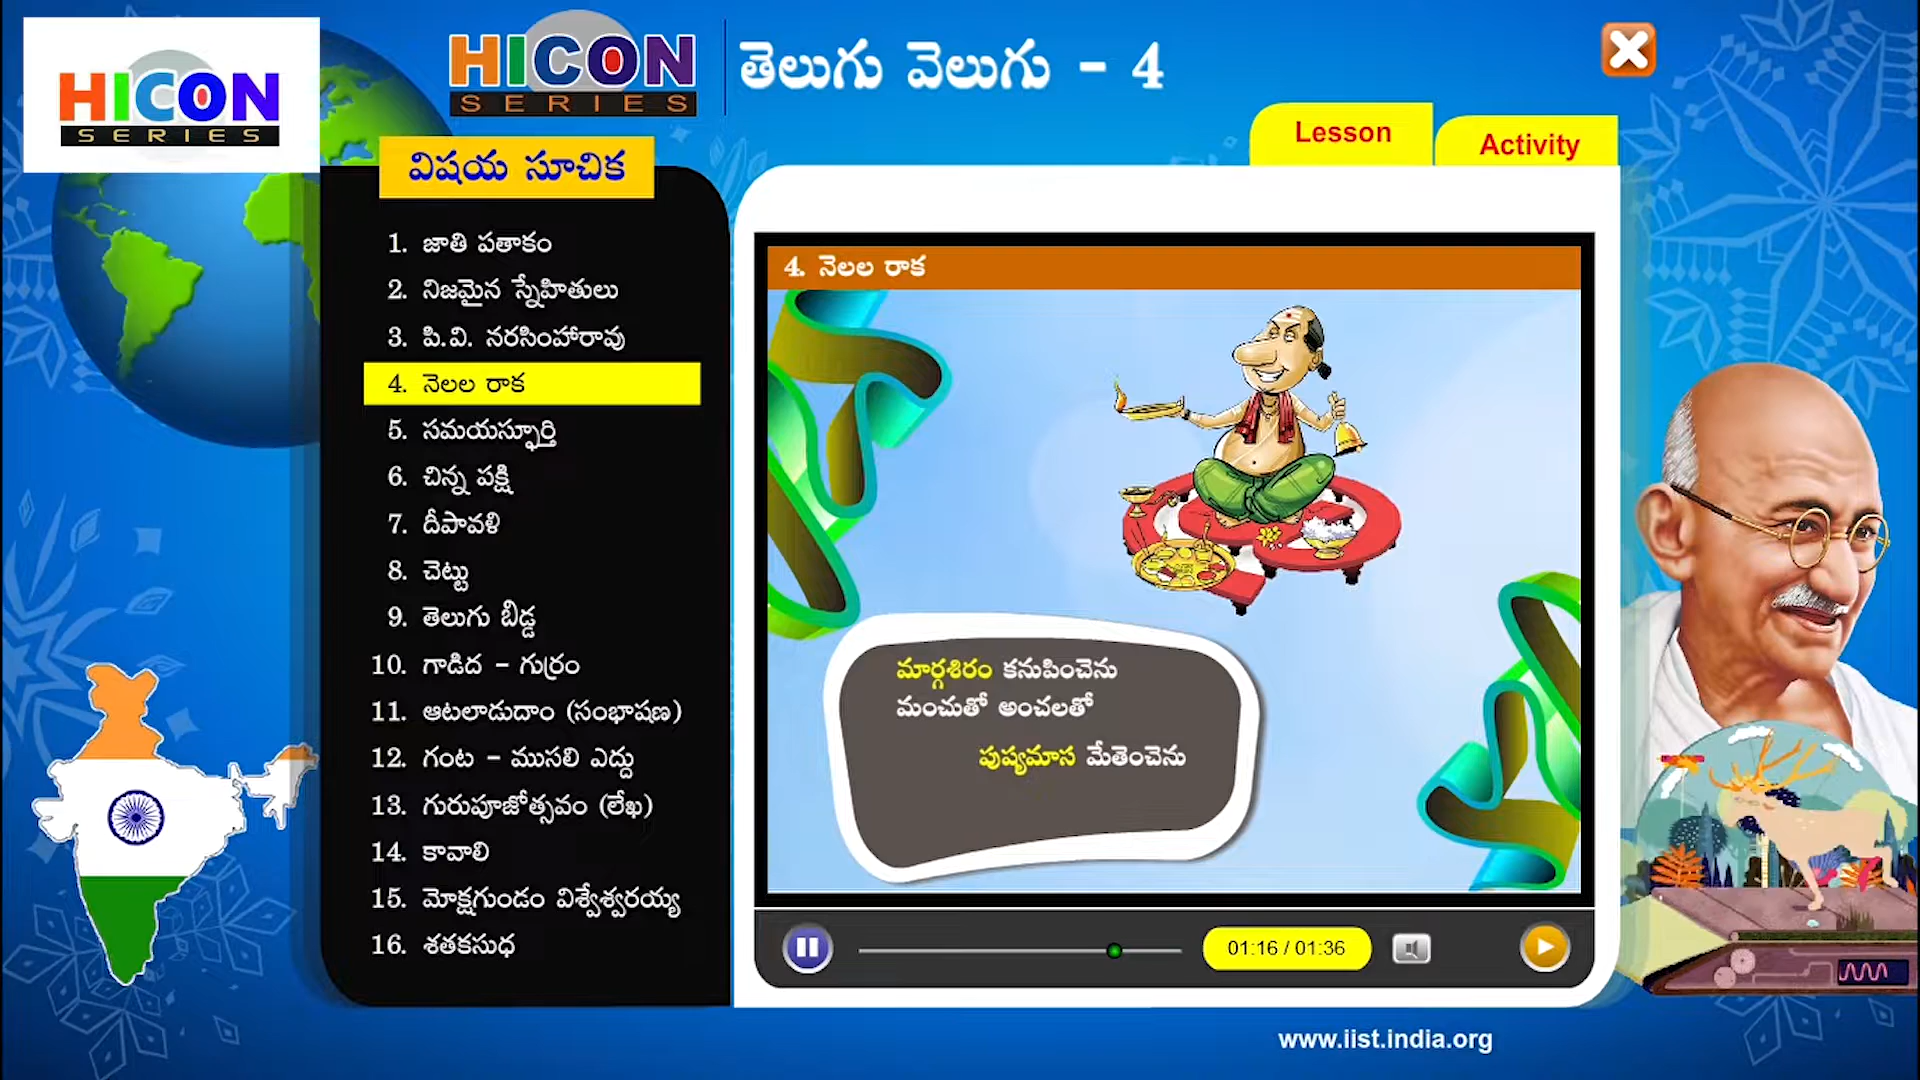 HICON
SERIES
HICON
SERIES
తెలుగు వెలుగు - 4
Lesson
Activity
విషయ సూచిక
1. జాతి పతాకం
2. నిజమైన స్నేహితులు
3. పి.వి. నరసింహారావు
4. నెలల రాక
5. సమయస్ఫూర్తి
6. చిన్న పక్షి
7. దీపావళి
8. చెట్టు
9. తెలుగు బిడ్డ
10. గాడిద - గుర్రం
11. ఆటలాడుదాం (సంభాషణ)
12. గంట - ముసలి ఎద్దు
13. గురుపూజోత్సవం (లేఖ)
14. కావాలి
15. మోక్షగుండం విశ్వేశ్వరయ్య
16. శతకసుధ
4. నెలల రాక
మార్గశిరం కనుపించెను
మంచుతో అంచలతో
పుష్యమాస మేతెంచెను
01:16 / 01:36
www.iist.india.org